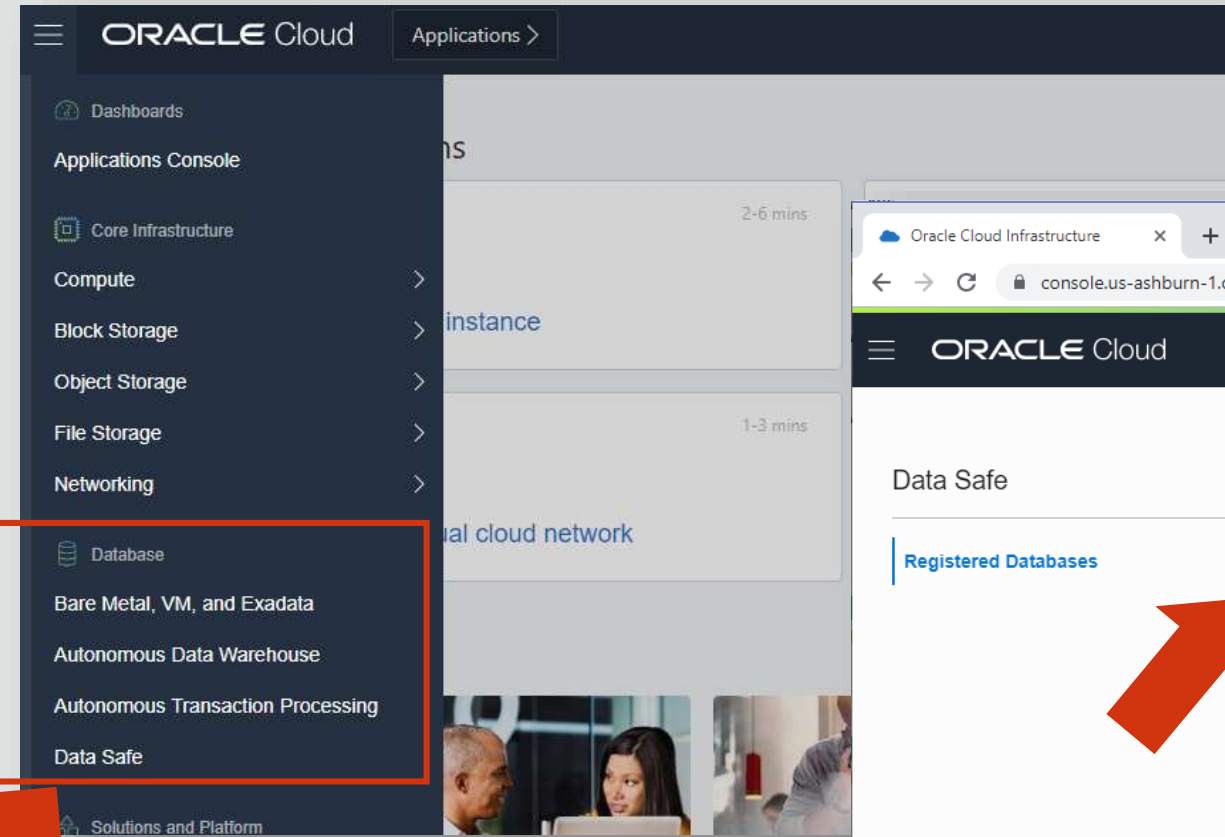 ORACLE Cloud
Applications >
Dashboards
Applications Console
Core Infrastructure
Compute
Block Storage
Object Storage
File Storage
Networking
Database
Bare Metal, VM, and Exadata
Autonomous Data Warehouse
Autonomous Transaction Processing
Data Safe
Solutions and Platform
ns
2-6 mins
instance
1-3 mins
ual cloud network
Oracle Cloud Infrastructure
console.us-ashburn-1.
ORACLE Cloud
Data Safe
Registered Databases